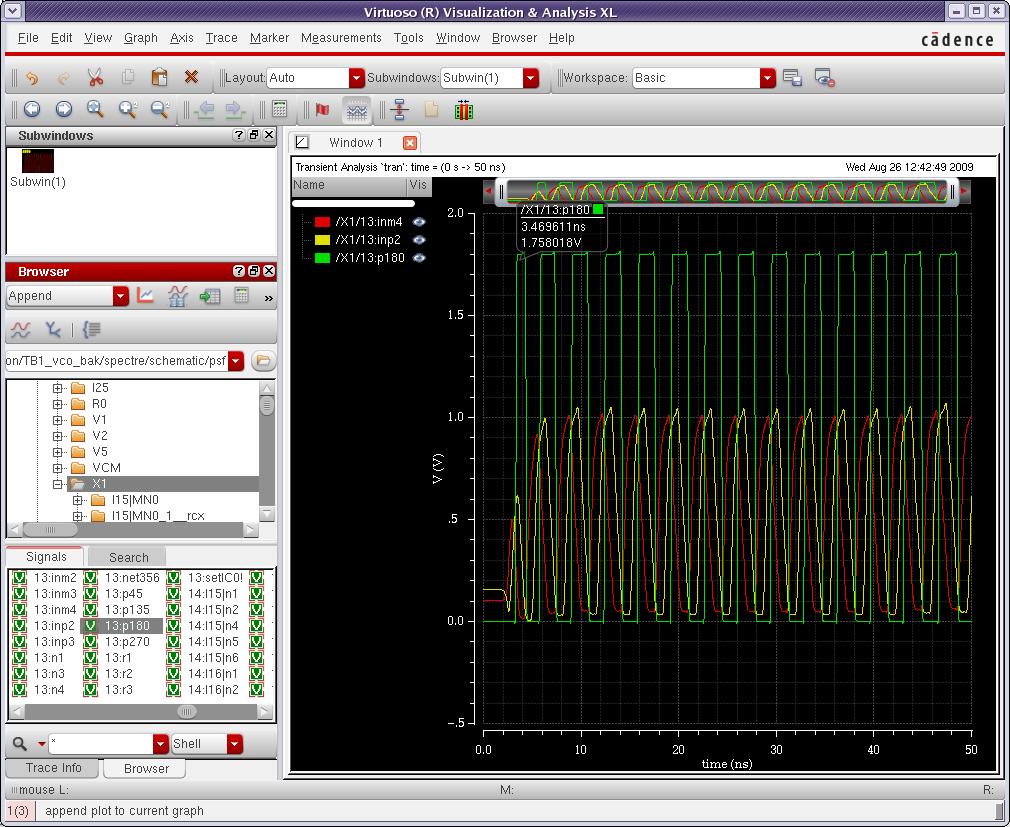 Virtuoso (R) Visualization & Analysis XL
File Edit View Graph Axis Trace Marker Measurements Tools Window Browser Help
cādence
Layout: Auto Subwindows: Subwin(1) Workspace: Basic
Subwindows
Subwin(1)
Browser
Append
»
on/TB1_vco_bak/spectre/schematic/psf
I25
R0
V1
V2
V5
VCM
X1
I15|MN0
I15|MN0_1__rcx
Signals Search
13:inm2 13:net356 13:setIC0!
13:inm3 13:p45 14:I15|n1
13:inm4 13:p135 14:I15|n2
13:inp2 13:p180 14:I15|n4
13:inp3 13:p270 14:I15|n5
13:n1 13:r1 14:I15|n6
13:n3 13:r2 14:I16|n1
13:n4 13:r3 14:I16|n2
* Shell
Trace Info Browser
Window 1
Transient Analysis `tran': time = (0 s -> 50 ns) Wed Aug 26 12:42:49 2009
Name Vis
/X1/13:inm4
/X1/13:inp2
/X1/13:p180
/X1/13:p180
3.469611ns
1.758018V
2.0
1.5
1.0
.5
0.0
-.5
V (V)
0.0 10 20 30 40 50
time (ns)
mouse L: M: R:
1(3) append plot to current graph